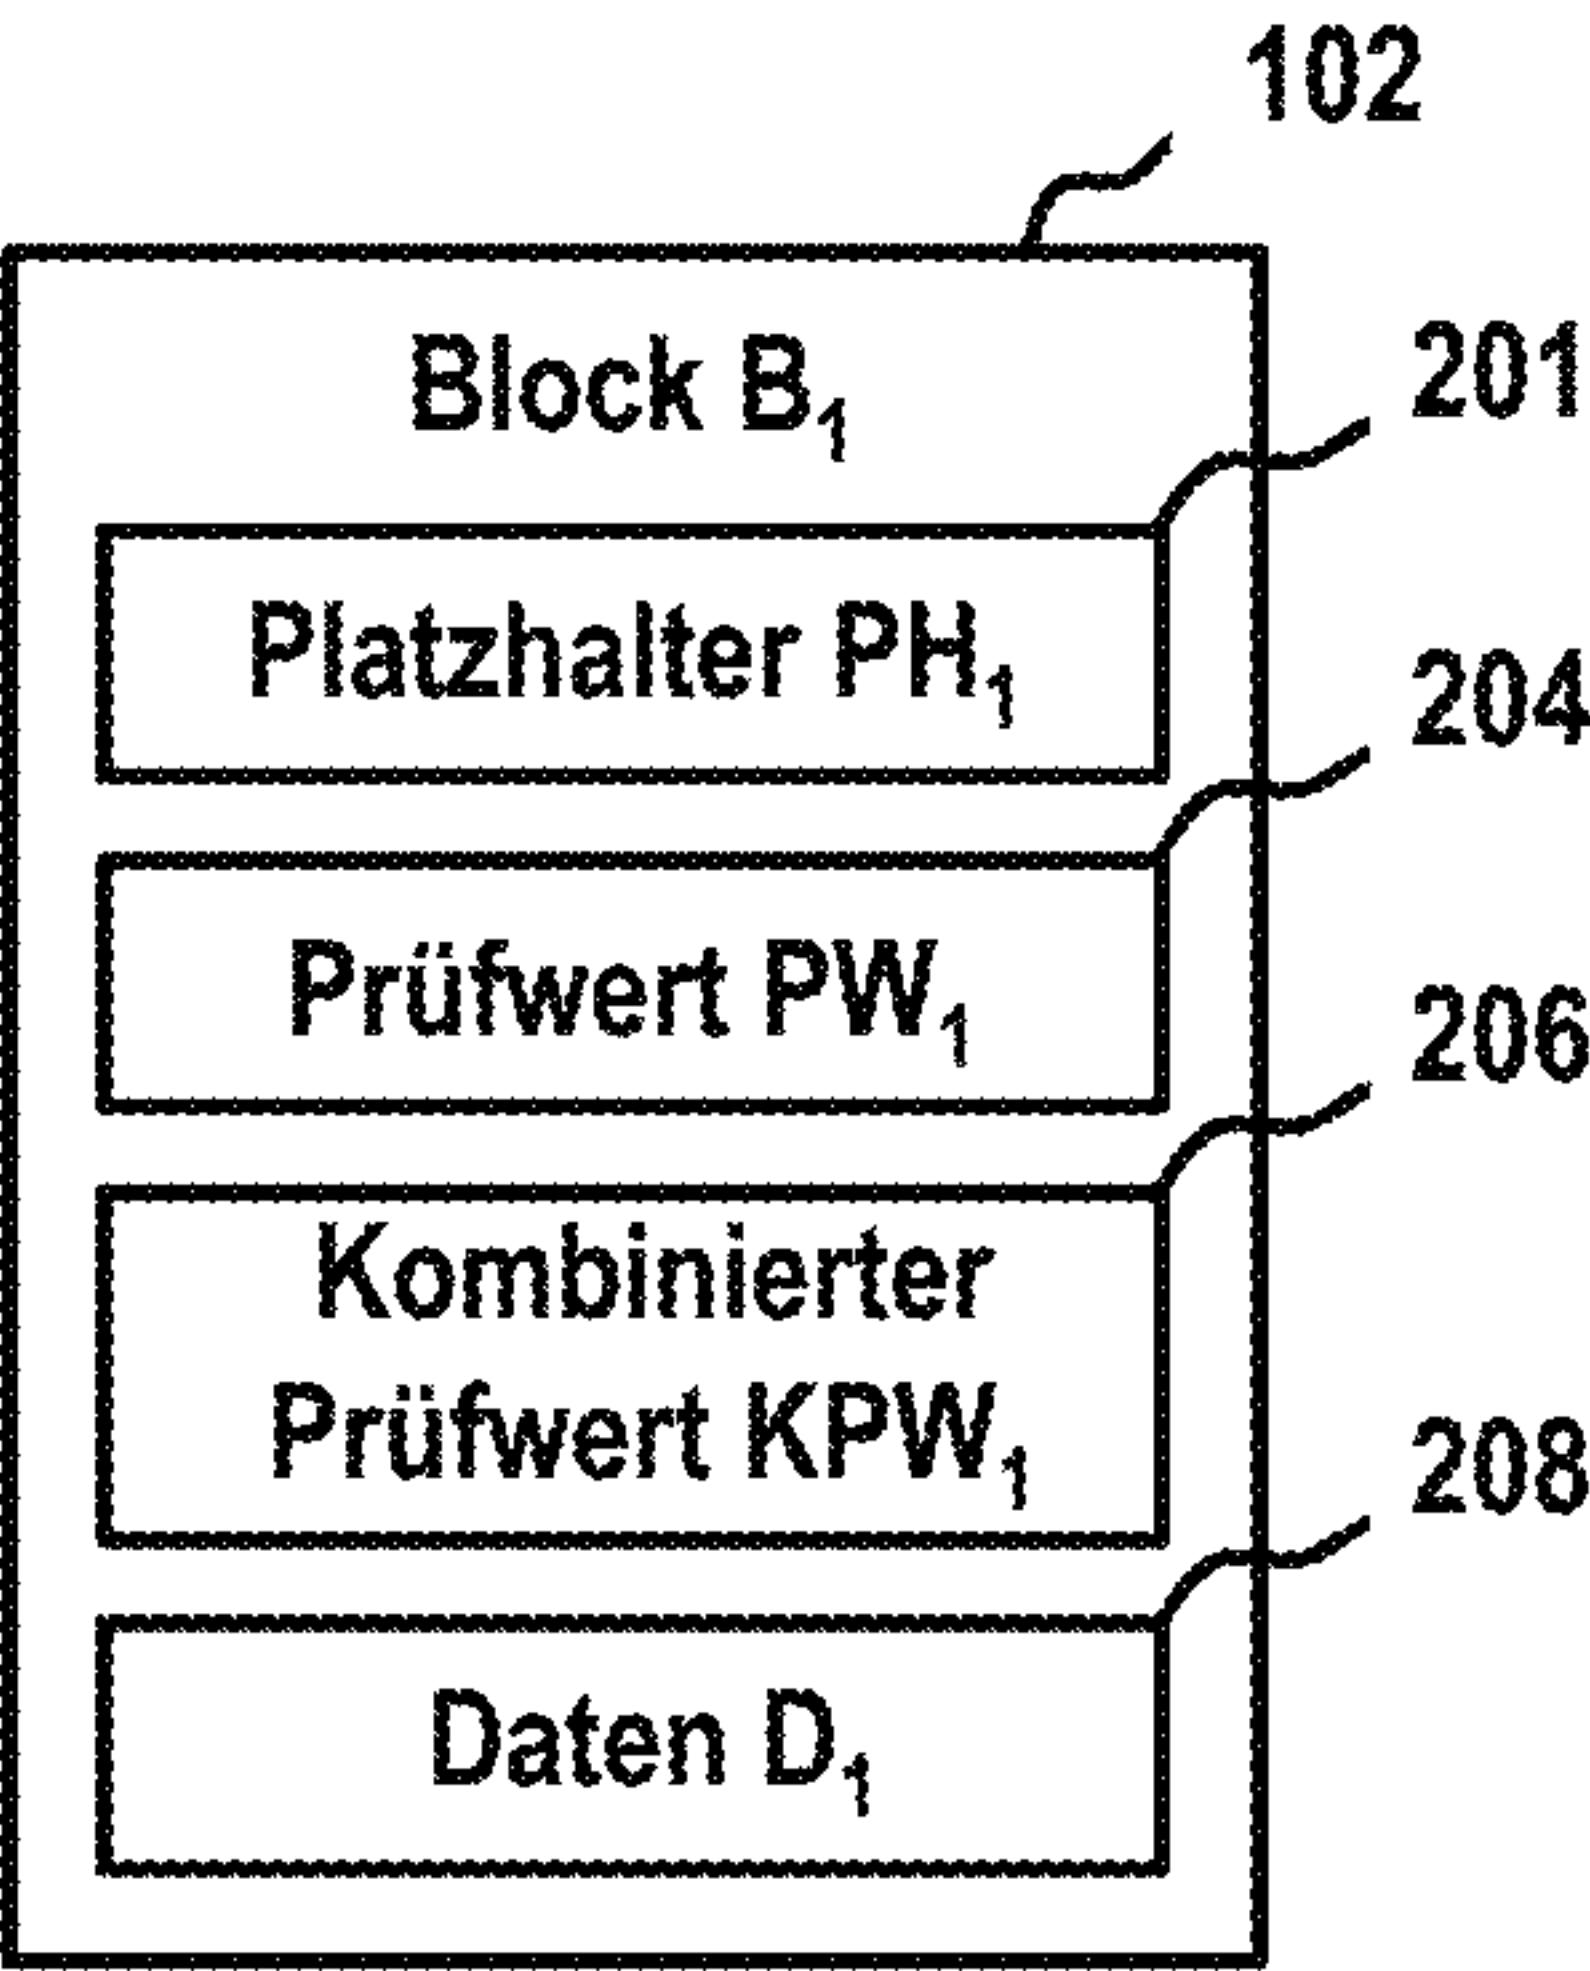 102
Block B₁
201
Platzhalter PH₁
204
Prüfwert PW₁
206
Kombinierter
Prüfwert KPW₁
208
Daten D₁